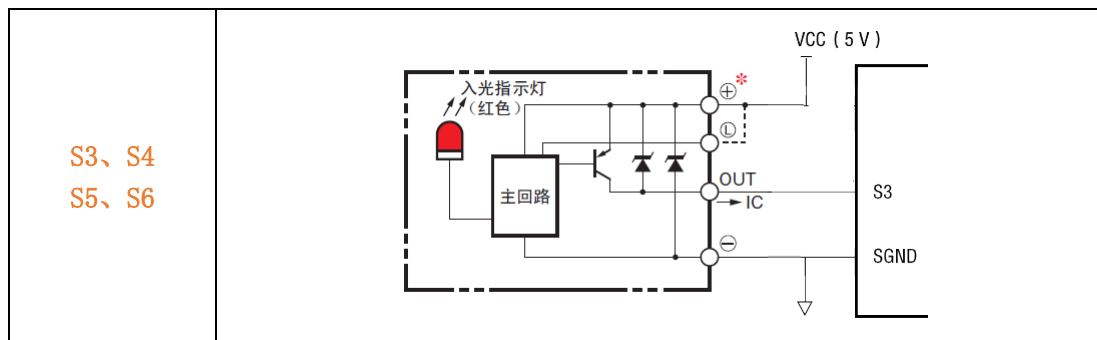 S3、S4
S5、S6
VCC ( 5 V )
入光指示灯
（红色）
⊕*
Ⓛ
主回路
OUT
IC
⊖
S3
SGND